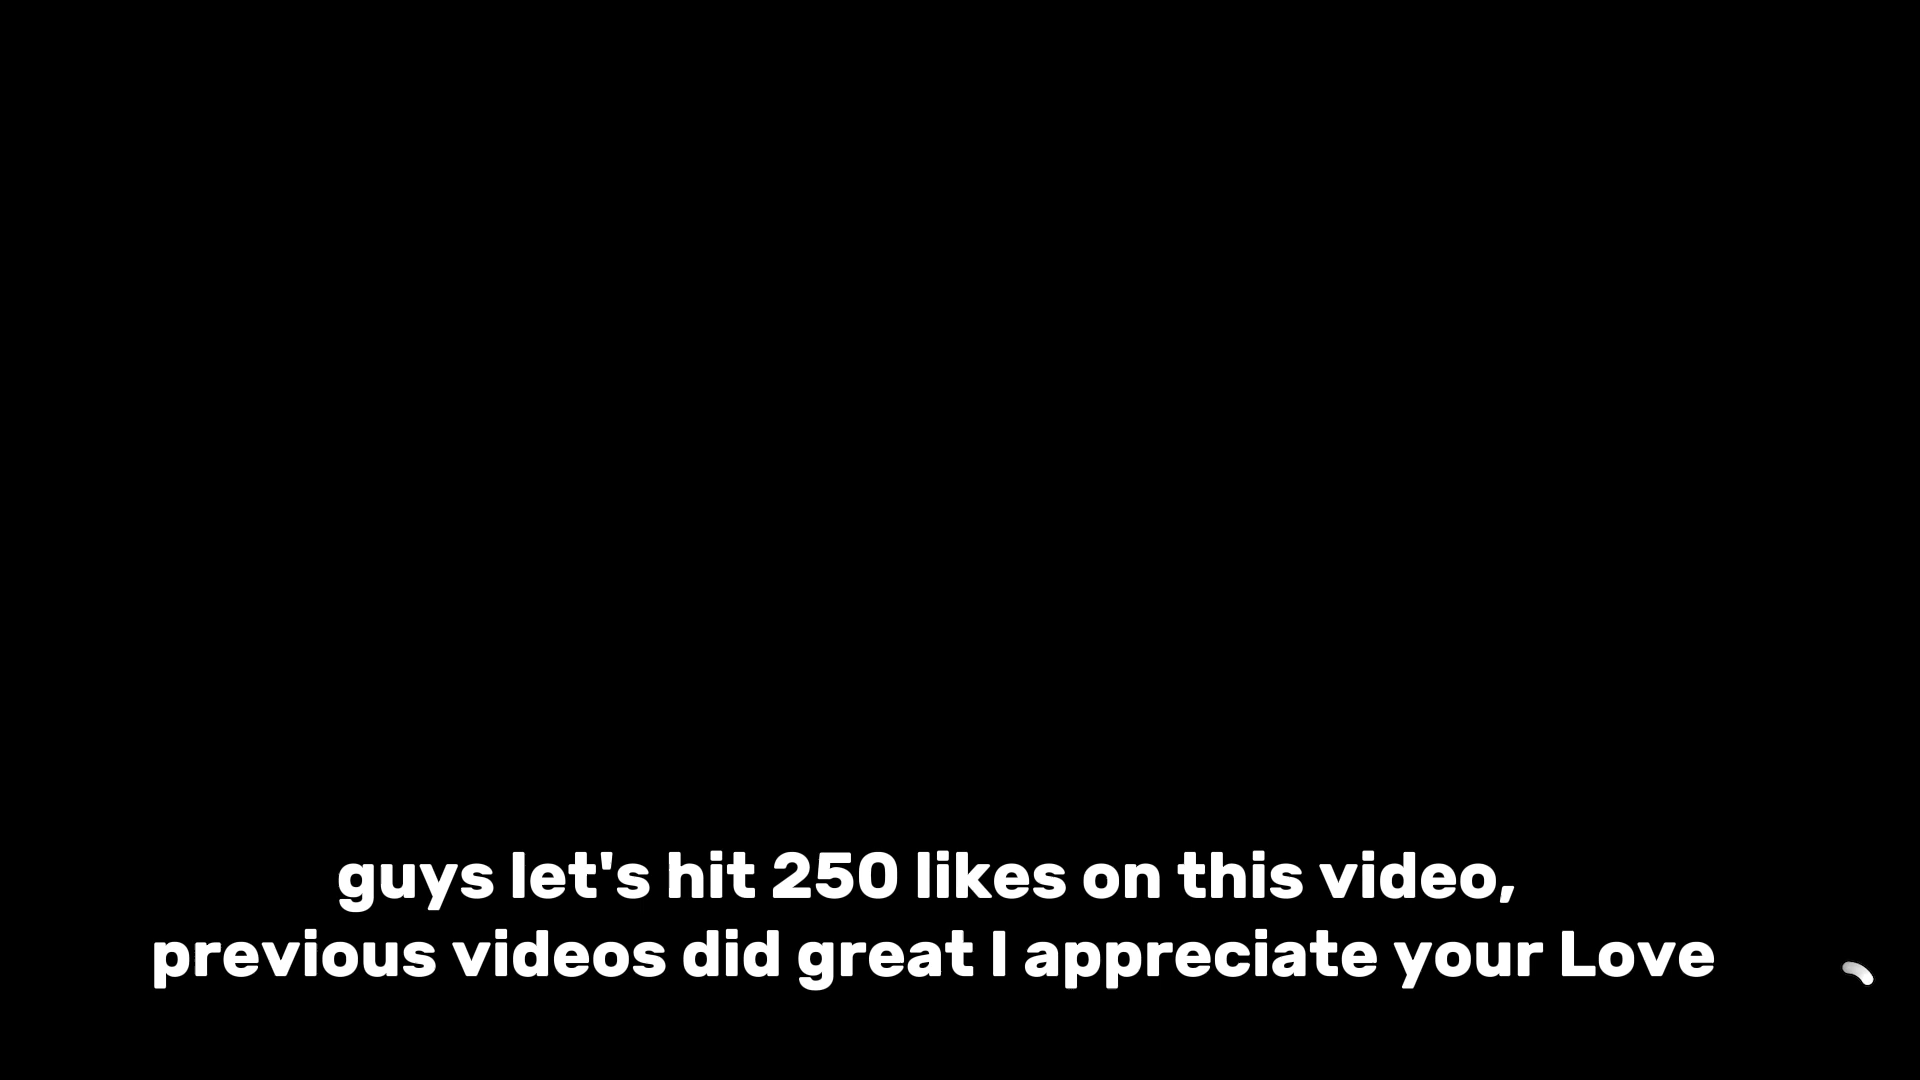 guys let's hit 250 likes on this video,
previous videos did great I appreciate your Love